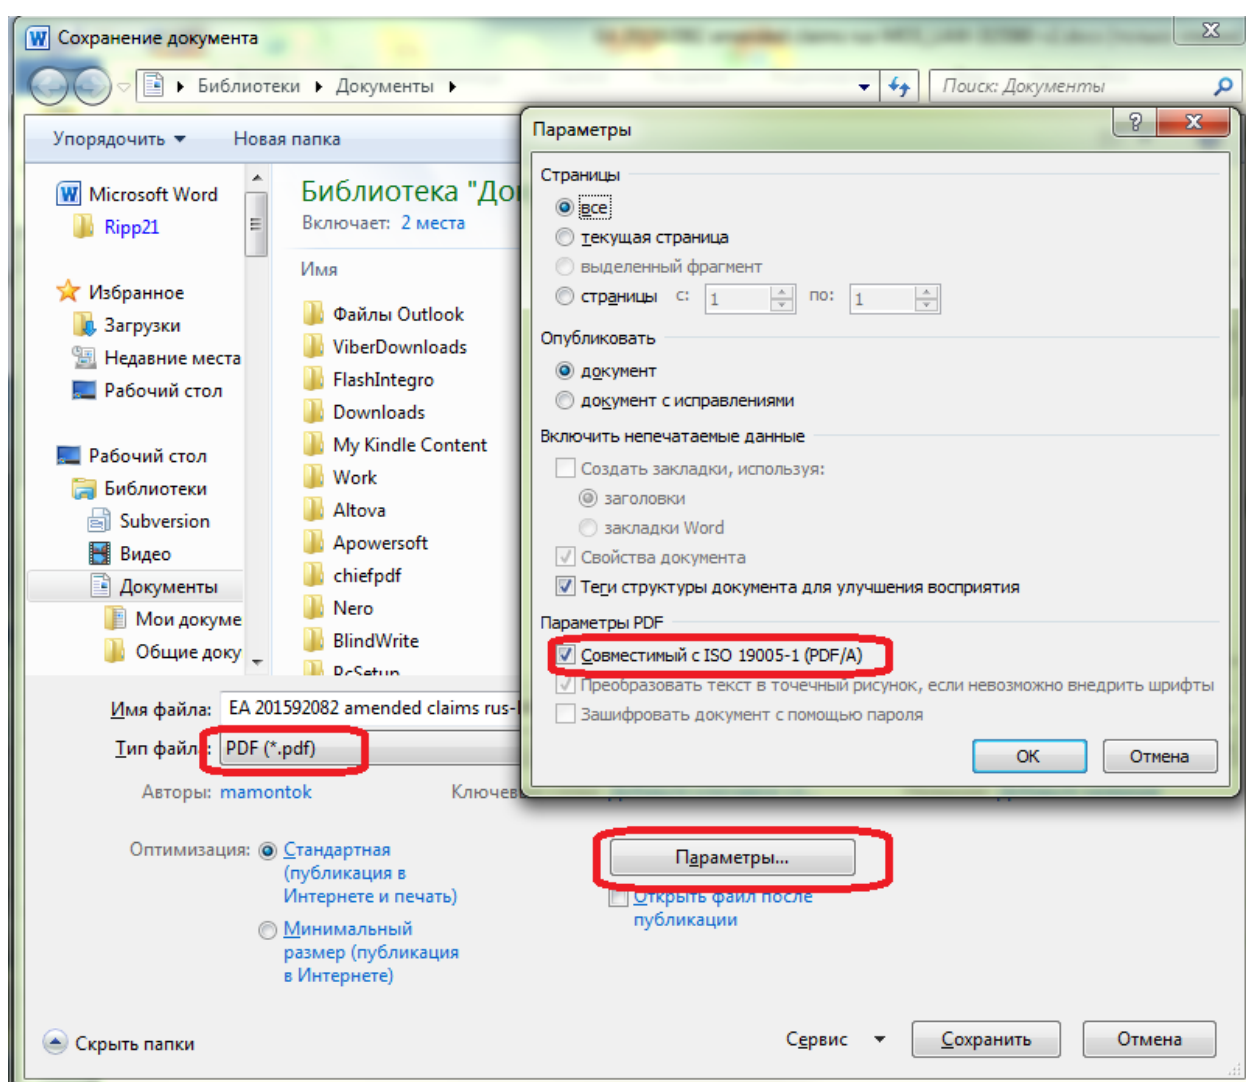 Сохранение документа
Библиотеки Документы
Поиск: Документы
Упорядочить Новая папка
Microsoft Word
Ripp21
Избранное
Загрузки
Недавние места
Рабочий стол
Рабочий стол
Библиотеки
Subversion
Видео
Документы
Мои докуме
Общие доку
Библиотека "До
Включает: 2 места
Имя
Файлы Outlook
ViberDownloads
FlashIntegro
Downloads
My Kindle Content
Work
Altova
Apowersoft
chiefpdf
Nero
BlindWrite
PcSetup
Параметры
Страницы
все
текущая страница
выделенный фрагмент
страницы с: 1 по: 1
Опубликовать
документ
документ с исправлениями
Включить непечатаемые данные
Создать закладки, используя:
заголовки
закладки Word
Свойства документа
Теги структуры документа для улучшения восприятия
Параметры PDF
Совместимый с ISO 19005-1 (PDF/A)
Преобразовать текст в точечный рисунок, если невозможно внедрить шрифты
Зашифровать документ с помощью пароля
ОК Отмена
Имя файла: EA 201592082 amended claims rus-
Тип файла: PDF (*.pdf)
Авторы: mamontok Ключев
Оптимизация: Стандартная
(публикация в
Интернете и печать)
Минимальный
размер (публикация
в Интернете)
Параметры...
Открыть файл после
публикации
Скрыть папки
Сервис Сохранить Отмена